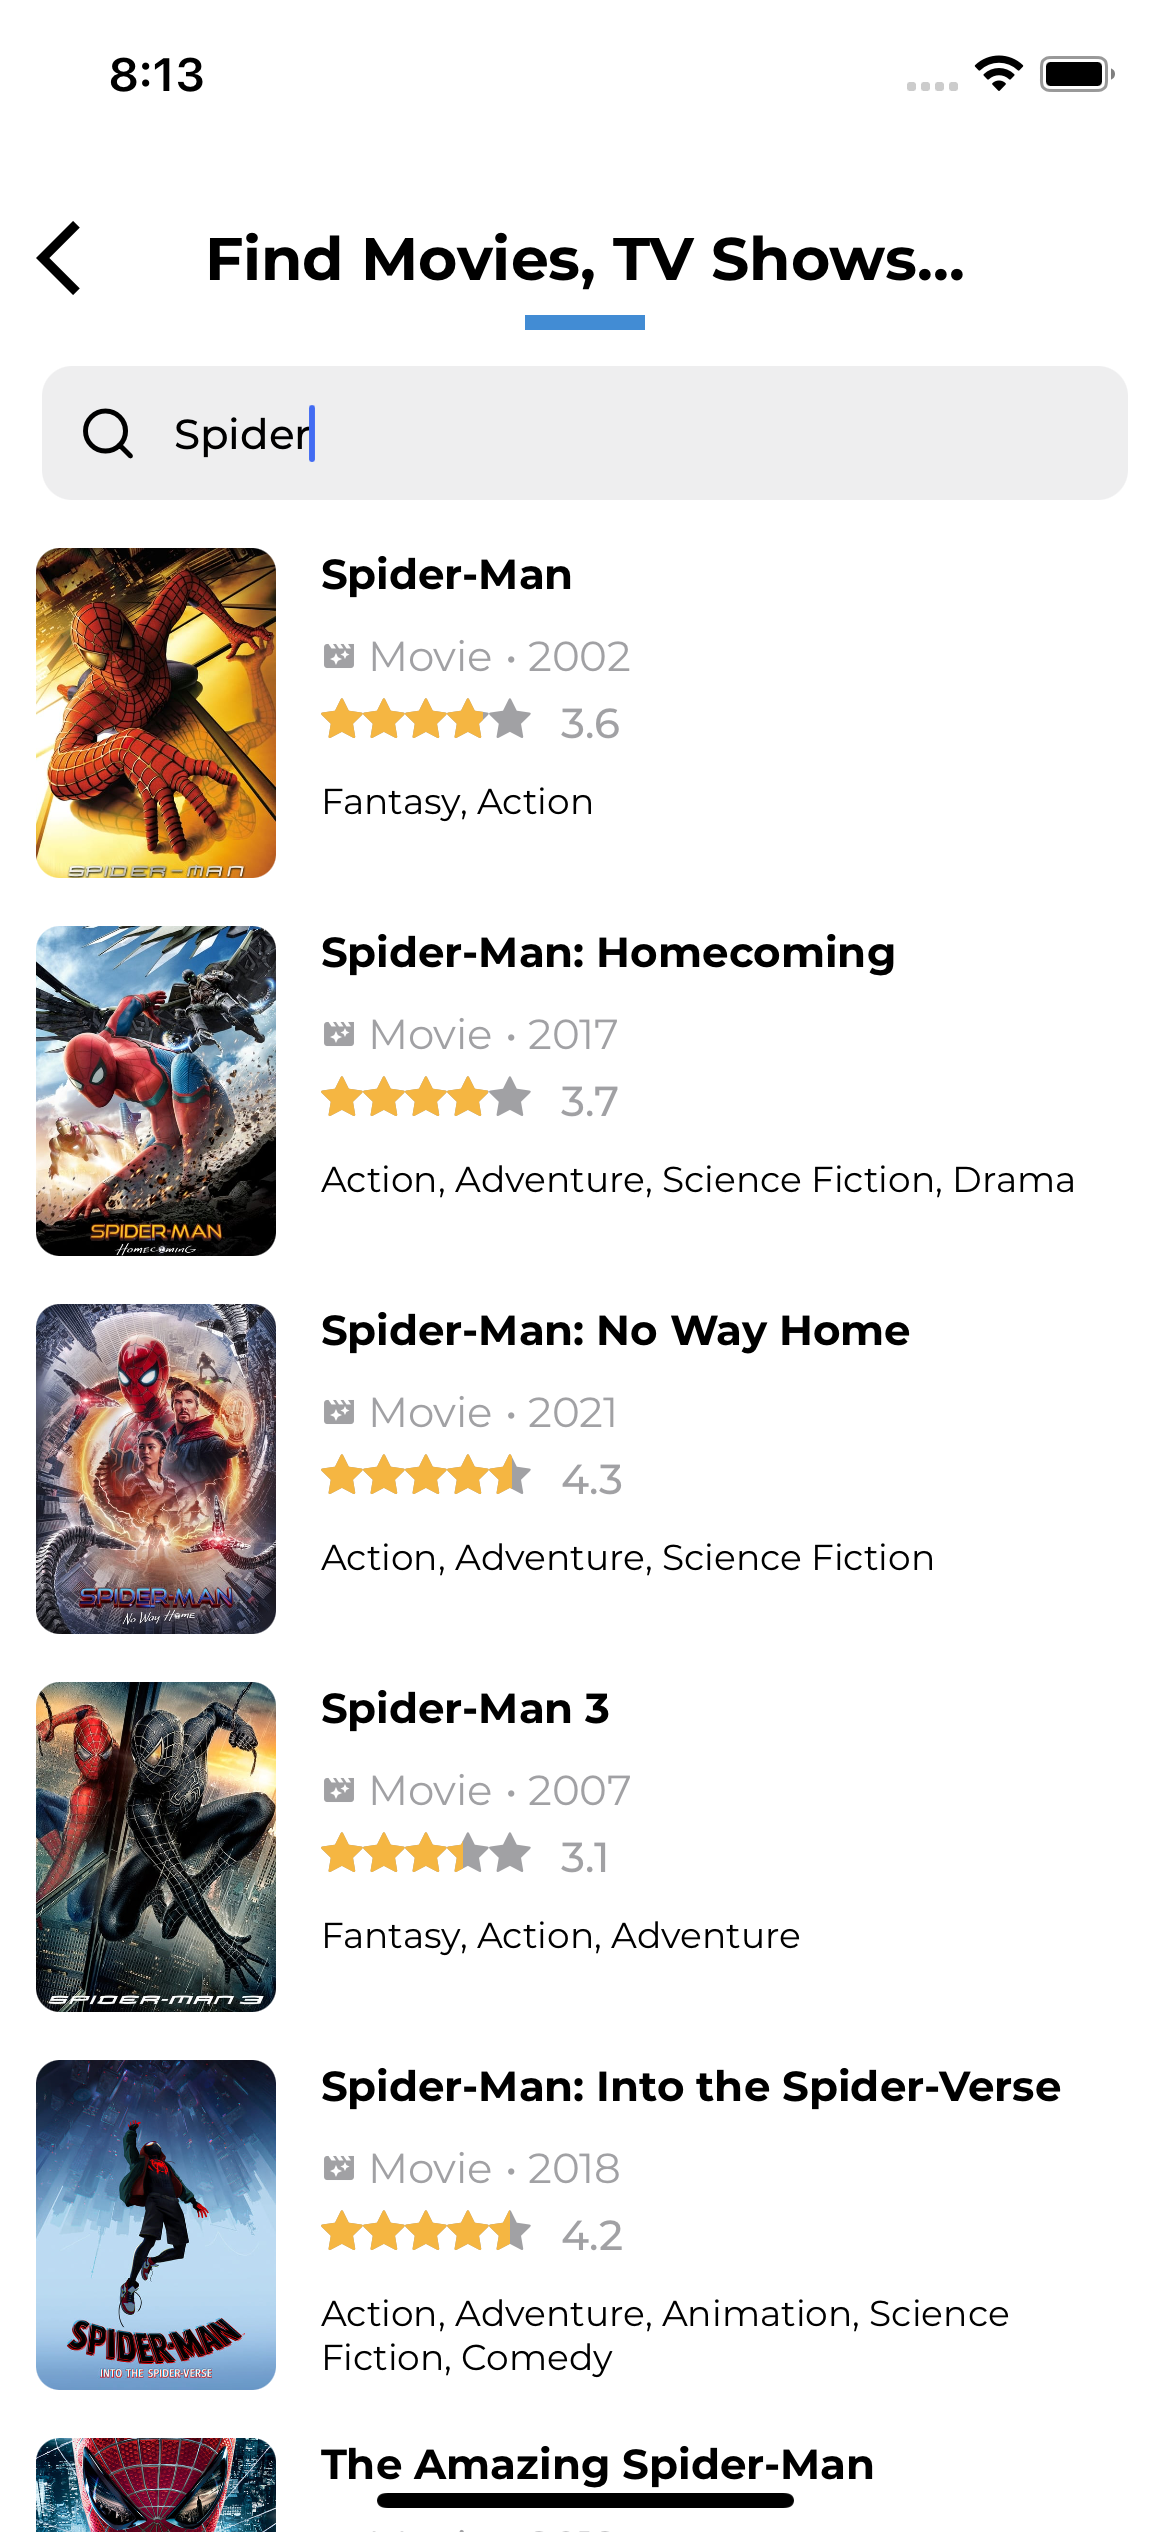 8:13
Find Movies, TV Shows...
Spider
SPIDER-MAN
Spider-Man
Movie • 2002
3.6
Fantasy, Action
SPIDER-MAN
HOMECOMING
Spider-Man: Homecoming
Movie • 2017
3.7
Action, Adventure, Science Fiction, Drama
SPIDER-MAN
NO WAY HOME
Spider-Man: No Way Home
Movie • 2021
4.3
Action, Adventure, Science Fiction
SPIDER-MAN 3
Spider-Man 3
Movie • 2007
3.1
Fantasy, Action, Adventure
SPIDER-MAN
INTO THE SPIDER-VERSE
Spider-Man: Into the Spider-Verse
Movie • 2018
4.2
Action, Adventure, Animation, Science
Fiction, Comedy
The Amazing Spider-Man